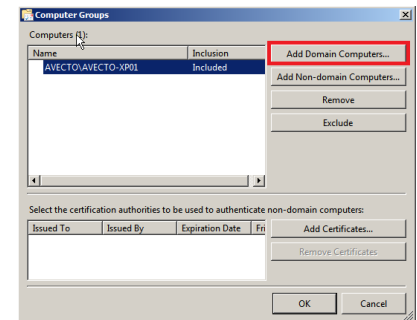 Computer Groups
Computers (1):
Name Inclusion
AVECTO\AVECTO-XP01 Included
Add Domain Computers...
Add Non-domain Computers...
Remove
Exclude
Select the certification authorities to be used to authenticate non-domain computers:
Issued To Issued By Expiration Date Fri
Add Certificates...
Remove Certificates
OK Cancel